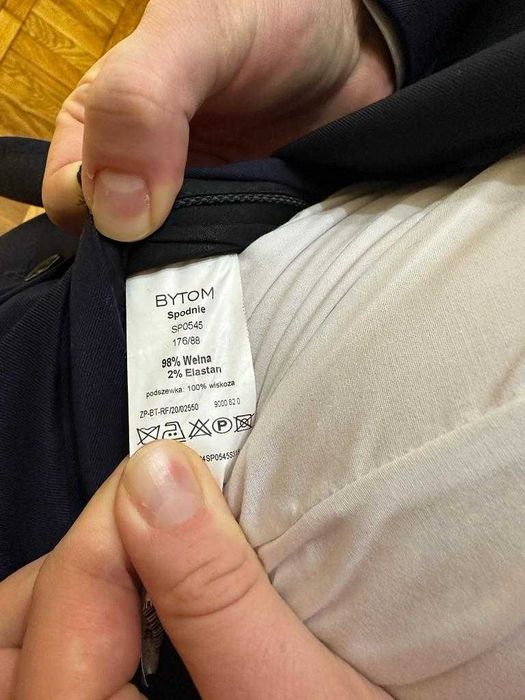 BYTOM
Spodnie
SP0545
176/88
98% Wełna
2% Elastan
podszewka: 100% wiskoza
ZP-BT-RF/20/02550 9000 82 0
P